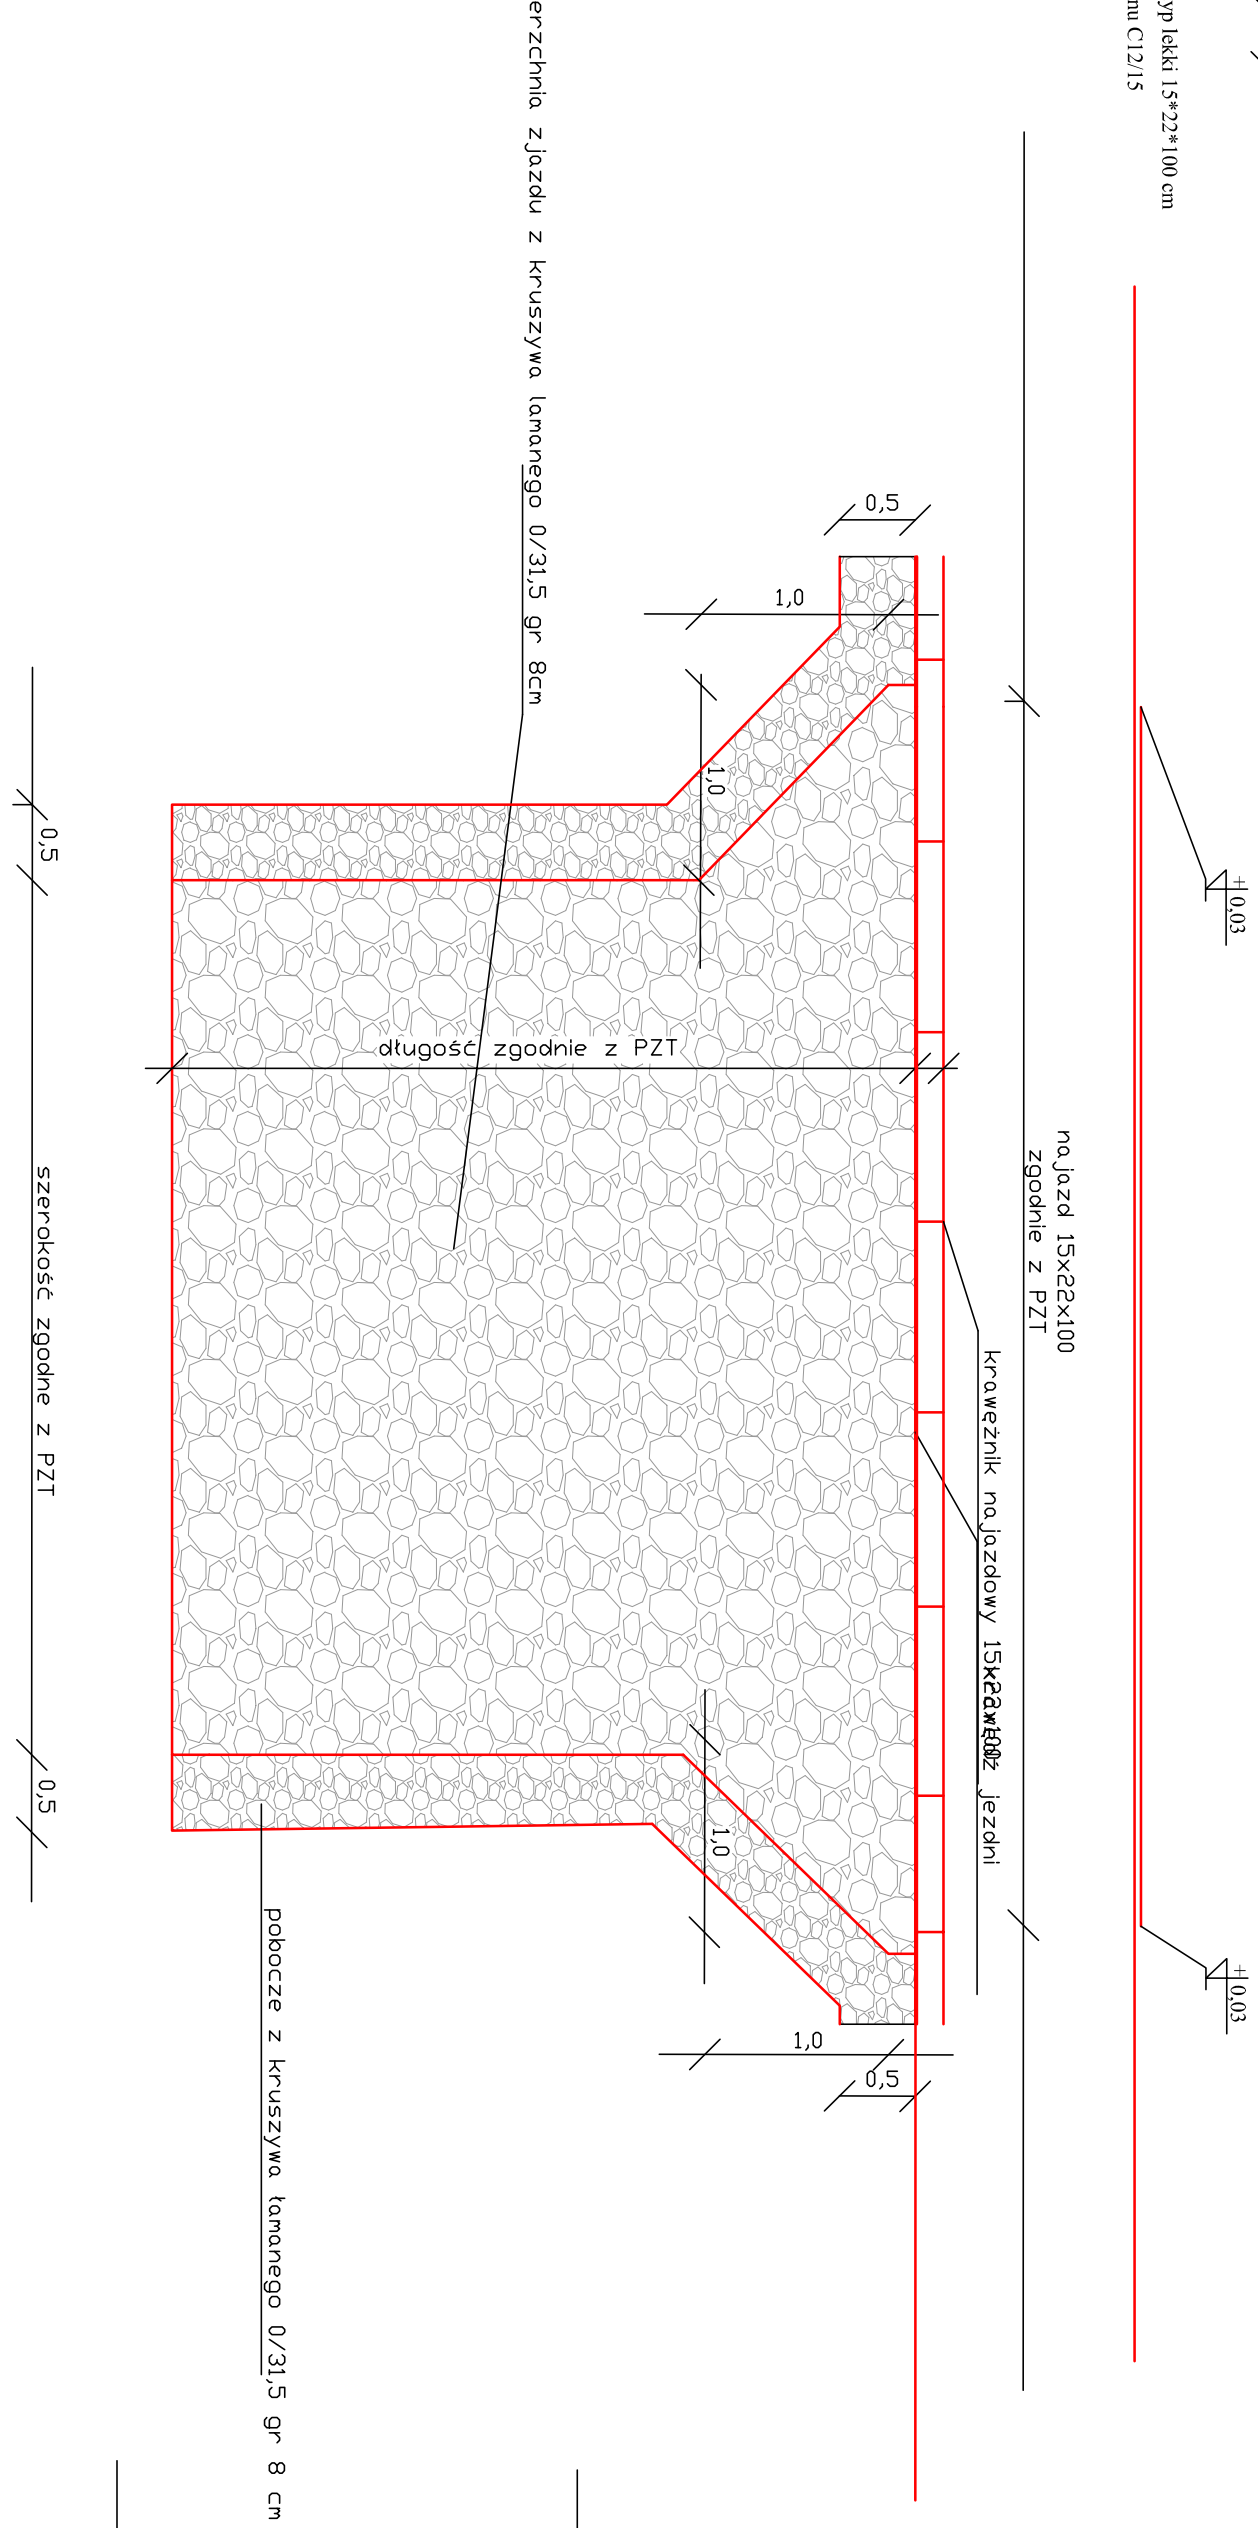 yp lekki 15*22*100 cm
nu C12/15
+0,03
+0,03
najazd 15x22x100
zgodnie z PZT
krawężnik najazdowy 15x22x100
krawędź jezdni
0,5
1,0
1,0
erzchnia zjazdu z kruszywa lamanego 0/31,5 gr 8cm
długość zgodnie z PZT
1,0
1,0
0,5
pobocze z kruszywa łamanego 0/31,5 gr 8 cm
0,5
szerokość zgodne z PZT
0,5